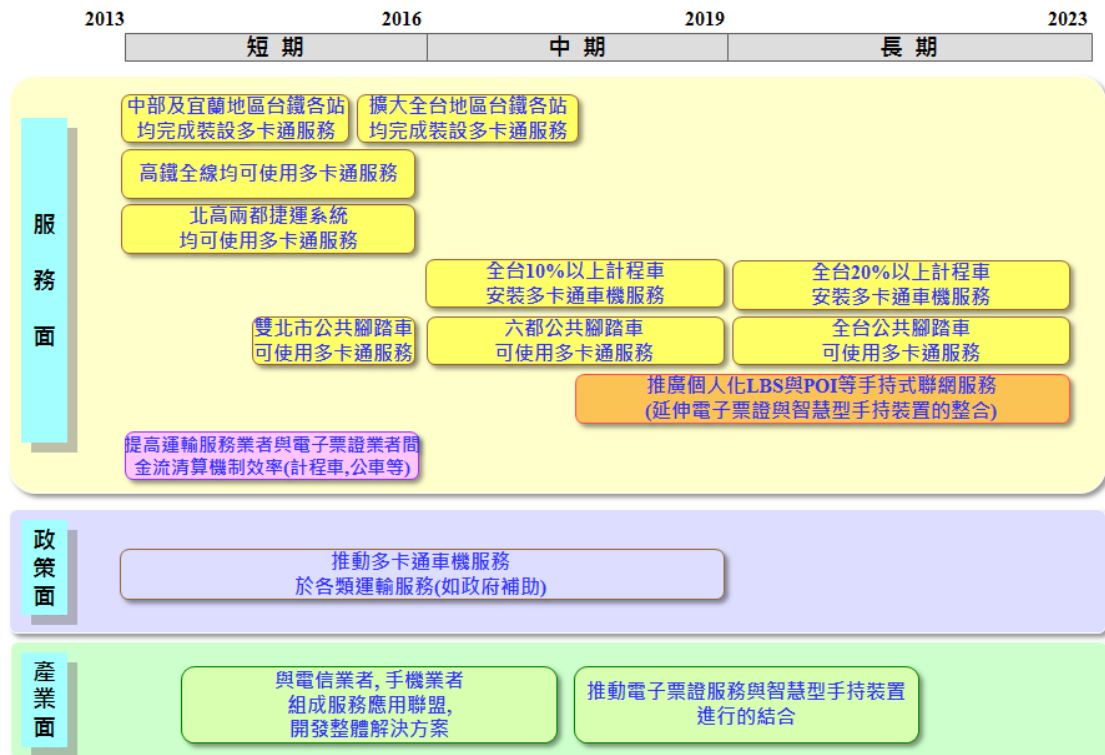 2013
2016
2019
2023
短 期
中 期
長 期
服務面
中部及宜蘭地區台鐵各站
均完成裝設多卡通服務
擴大全台地區台鐵各站
均完成裝設多卡通服務
高鐵全線均可使用多卡通服務
北高兩都捷運系統
均可使用多卡通服務
全台10%以上計程車
安裝多卡通車機服務
全台20%以上計程車
安裝多卡通車機服務
雙北市公共腳踏車
可使用多卡通服務
六都公共腳踏車
可使用多卡通服務
全台公共腳踏車
可使用多卡通服務
推廣個人化LBS與POI等手持式聯網服務
(延伸電子票證與智慧型手持裝置的整合)
提高運輸服務業者與電子票證業者間
金流清算機制效率(計程車,公車等)
政策面
推動多卡通車機服務
於各類運輸服務(如政府補助)
產業面
與電信業者, 手機業者
組成服務應用聯盟,
開發整體解決方案
推動電子票證服務與智慧型手持裝置
進行的結合